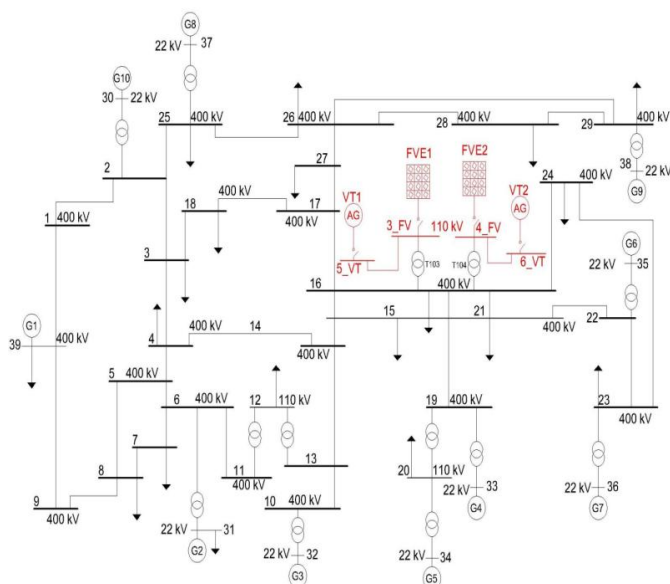 G8
22 kV 37
G10
30 22 kV
25 400 kV
26 400 kV
28 400 kV
29 400 kV
38 22 kV
G9
2
27
FVE1
FVE2
24 400 kV
18 400 kV
17 400 kV
VT1
AG
VT2
AG
3_FV 110 kV 4_FV
5_VT
6_VT
T103
T104
1 400 kV
3
G6
22 kV 35
16 400 kV
15
21 400 kV
22
G1
39 400 kV
4 400 kV
14 400 kV
5 400 kV
6 400 kV
12 110 kV
19 400 kV
23 400 kV
7
8 400 kV
11 400 kV
13
20 110 kV
22 kV 33
G4
22 kV 36
G7
9 400 kV
10 400 kV
22 kV 31
G2
22 kV 32
G3
22 kV 34
G5